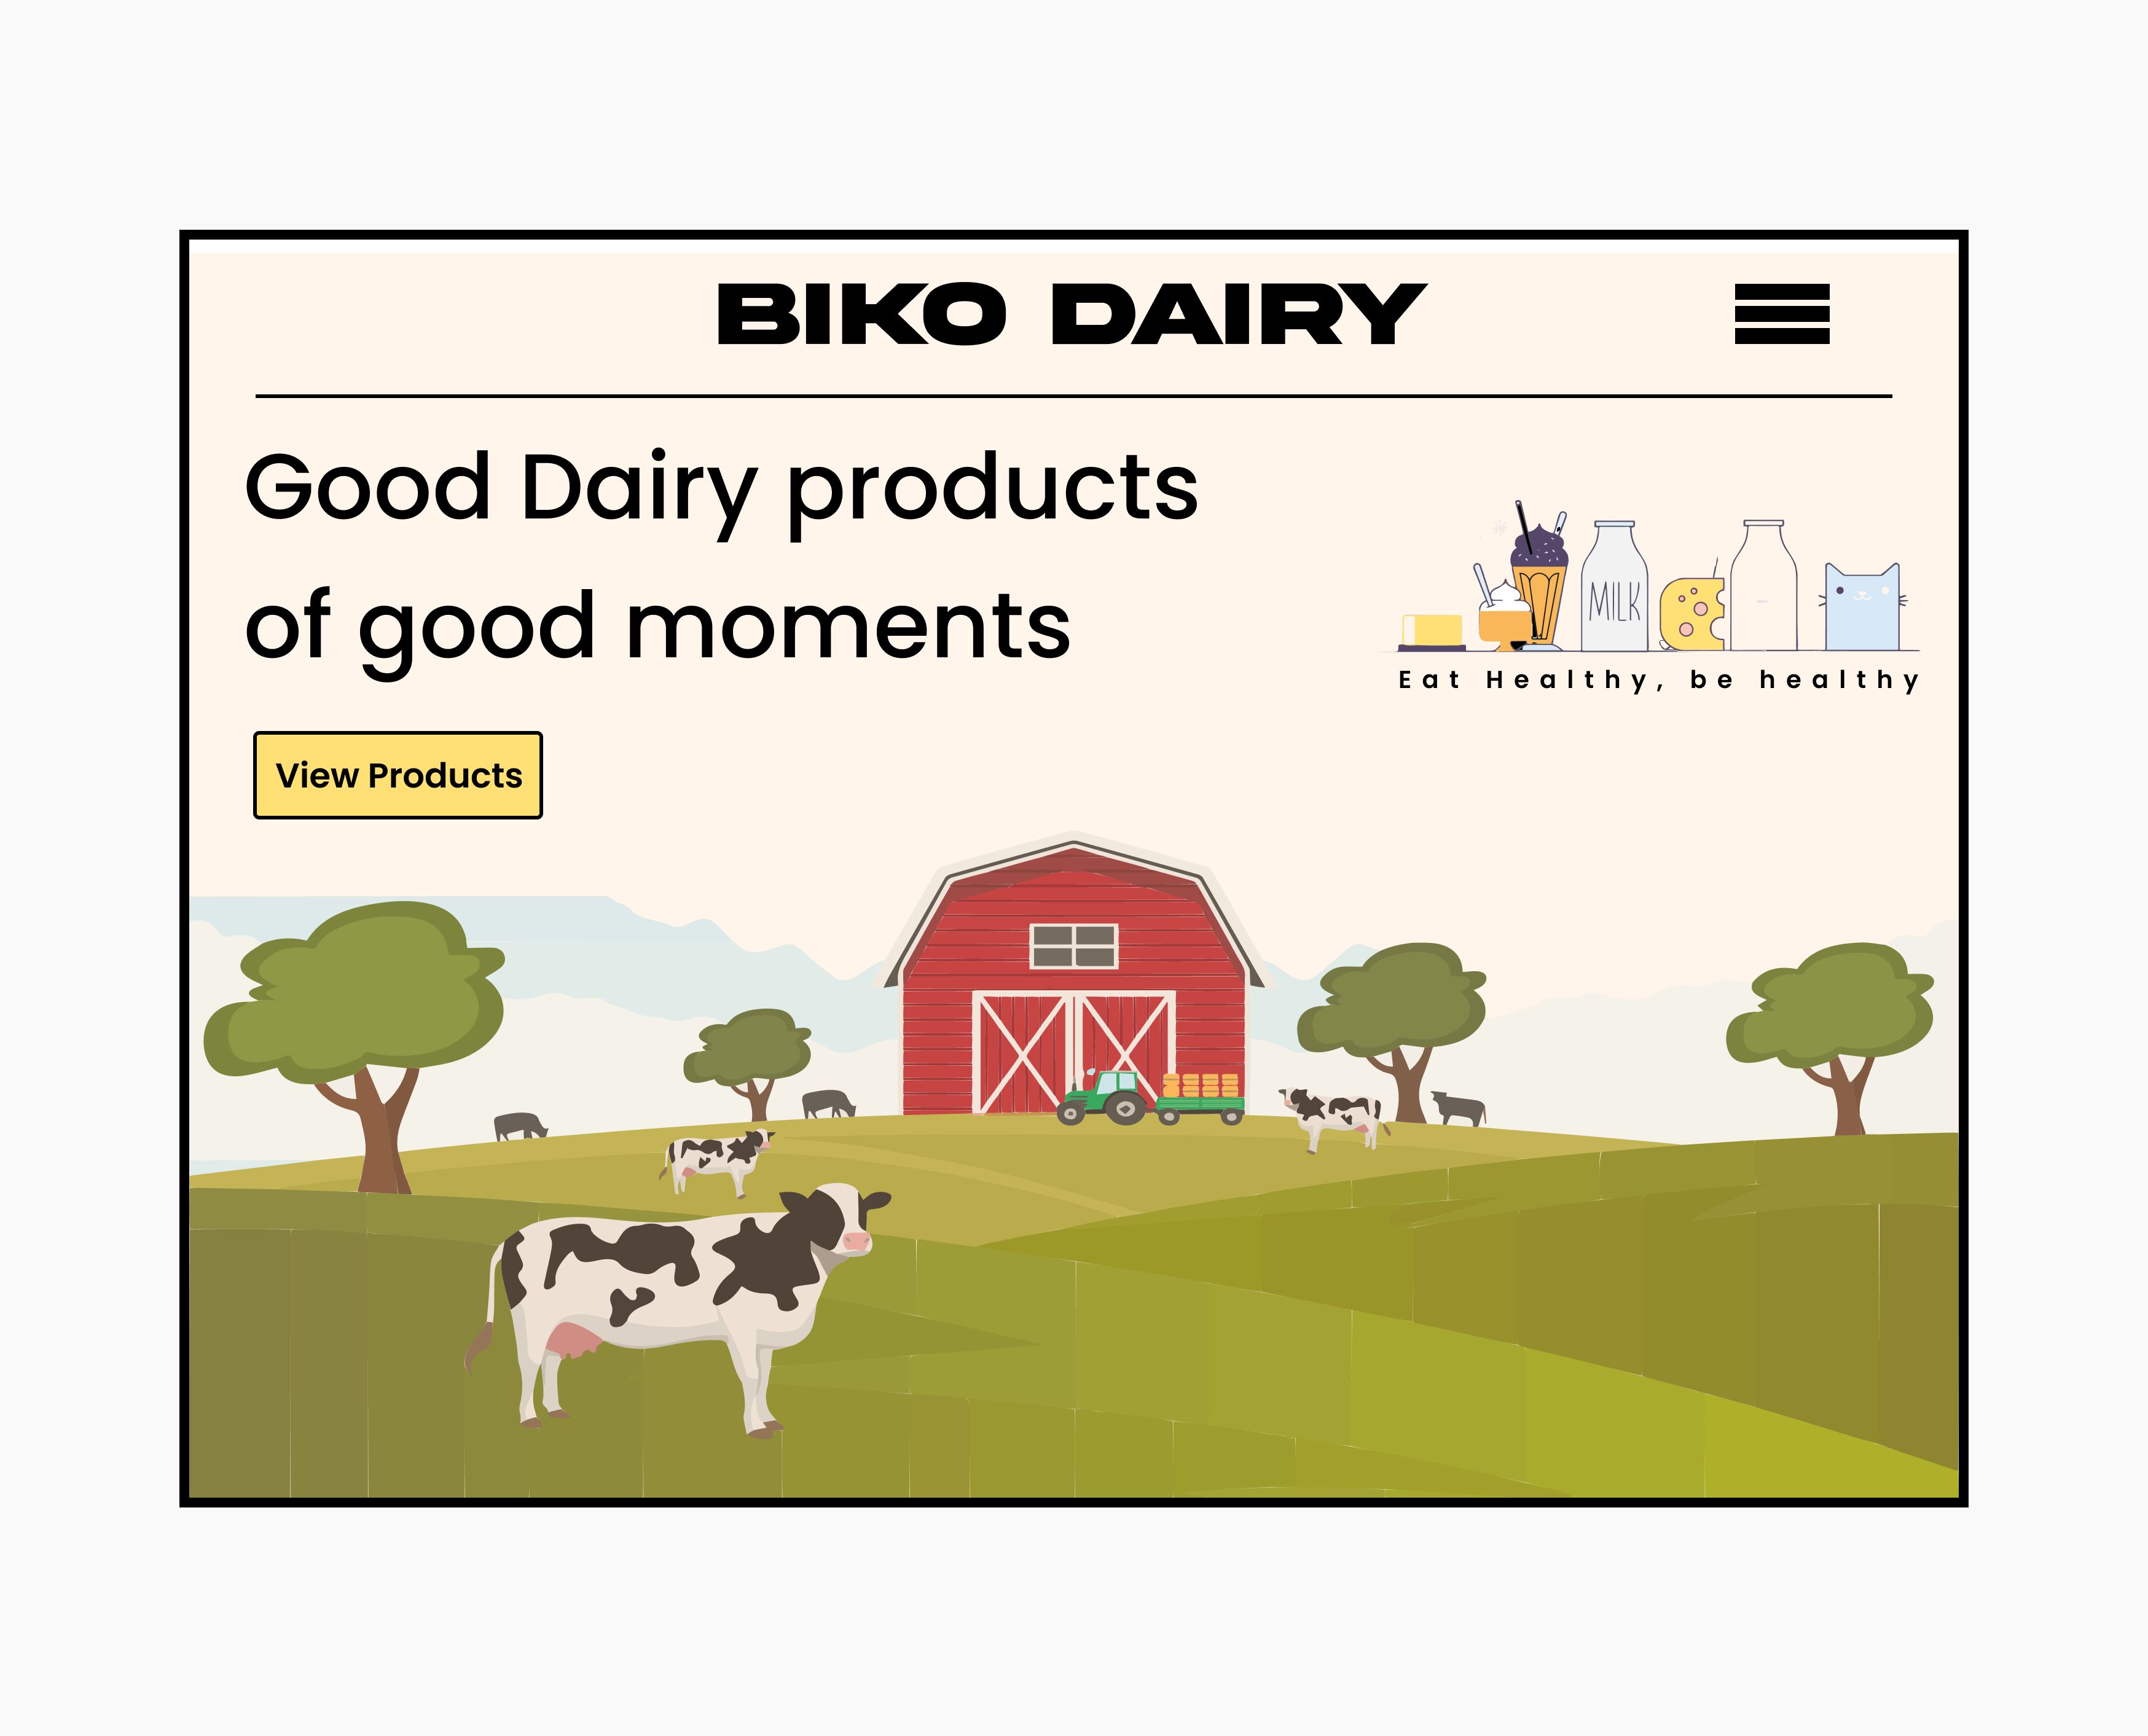 BIKO DAIRY
Good Dairy products
of good moments
MILK
Eat Healthy, be healthy
View Products